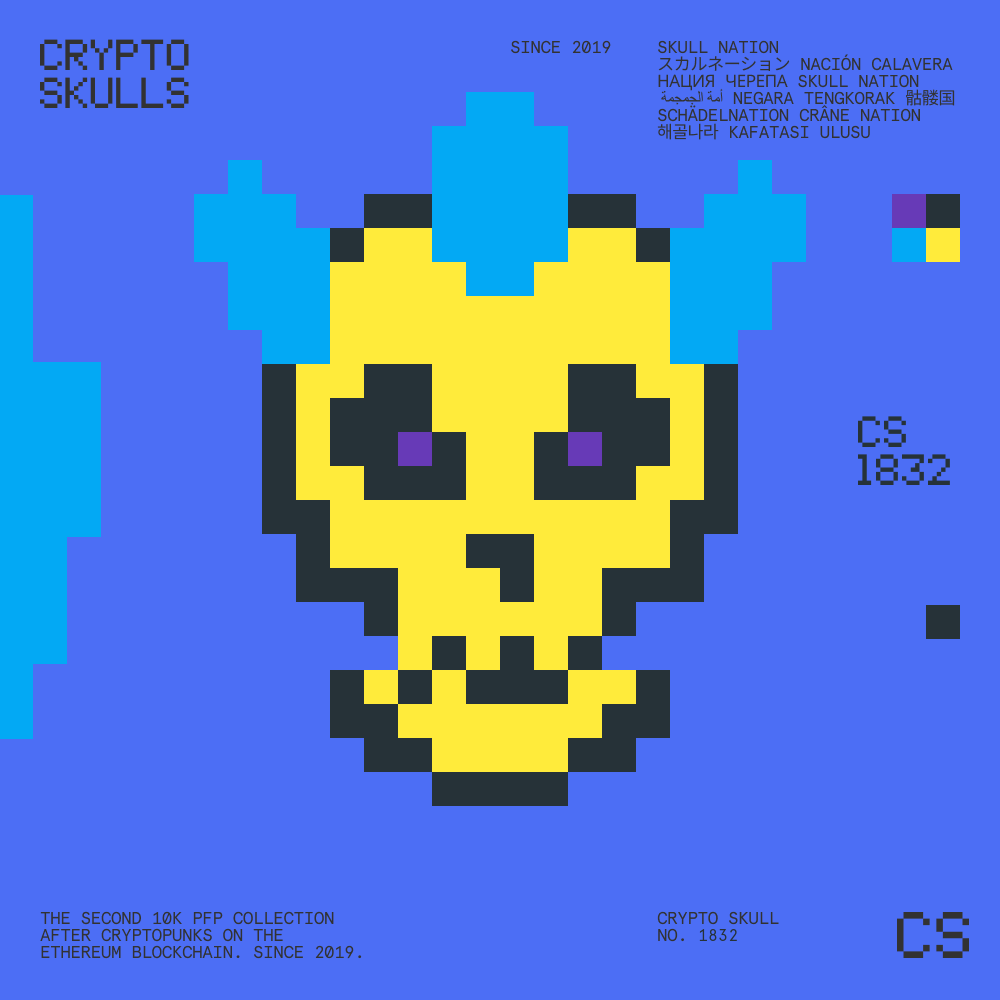 CRYPTO
SKULLS
SINCE 2019
SKULL NATION
スカルネーション NACIÓN CALAVERA
НАЦИЯ ЧЕРЕПА SKULL NATION
أمة الجمجمة NEGARA TENGKORAK 骷髅国
SCHÄDELNATION CRÂNE NATION
해골나라 KAFATASI ULUSU
CS
1832
THE SECOND 10K PFP COLLECTION
AFTER CRYPTOPUNKS ON THE
ETHEREUM BLOCKCHAIN. SINCE 2019.
CRYPTO SKULL
NO. 1832
CS